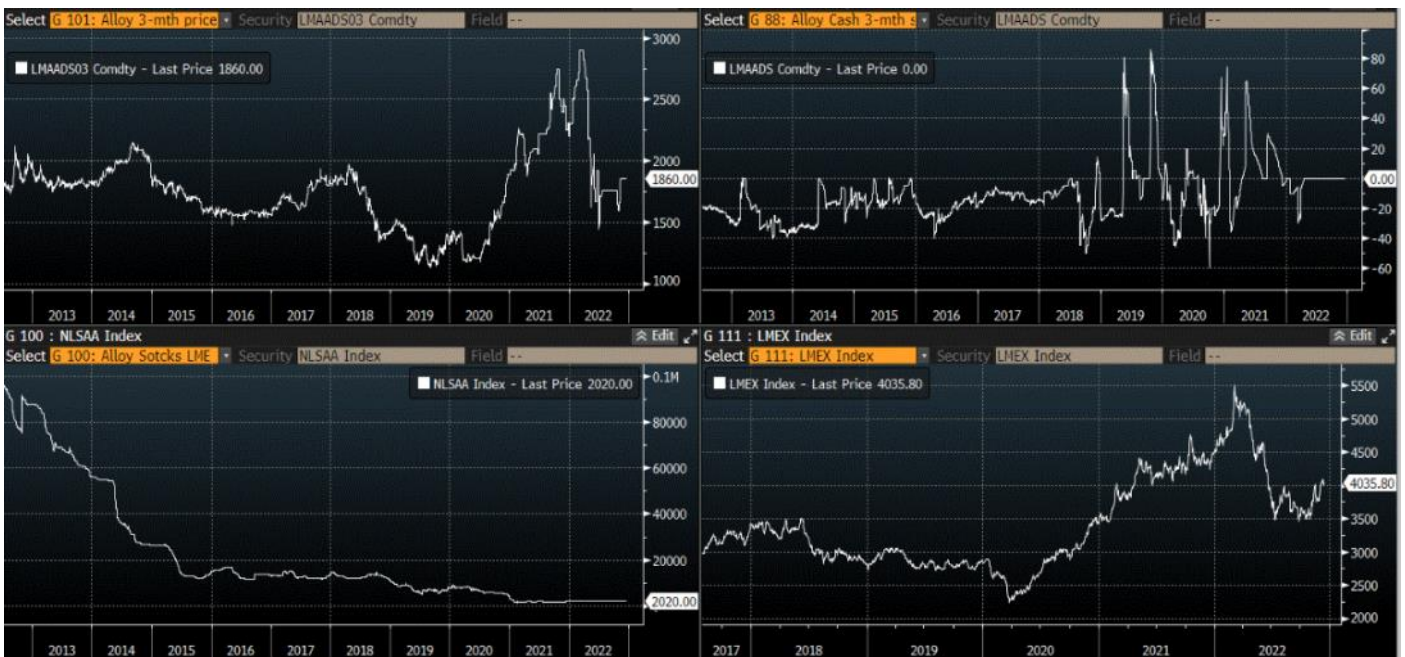 Select G 101: Alloy 3-mth price Security LMAADS03 Comdty Field --
LMAADS03 Comdty - Last Price 1860.00
3000
2500
2000
1860.00
1500
1000
2013 2014 2015 2016 2017 2018 2019 2020 2021 2022
Select G 88: Alloy Cash 3-mth s Security LMAADS Comdty Field --
LMAADS Comdty - Last Price 0.00
80
60
40
20
0.00
-20
-40
-60
2013 2014 2015 2016 2017 2018 2019 2020 2021 2022
G 100 : NLSAA Index Edit
Select G 100: Alloy Sotcks LME Security NLSAA Index Field --
NLSAA Index - Last Price 2020.00
0.1M
80000
60000
40000
20000
2020.00
2013 2014 2015 2016 2017 2018 2019 2020 2021 2022
G 111 : LMEX Index Edit
Select G 111: LMEX Index Security LMEX Index Field --
LMEX Index - Last Price 4035.80
5500
5000
4500
4035.80
3500
3000
2500
2000
2017 2018 2019 2020 2021 2022